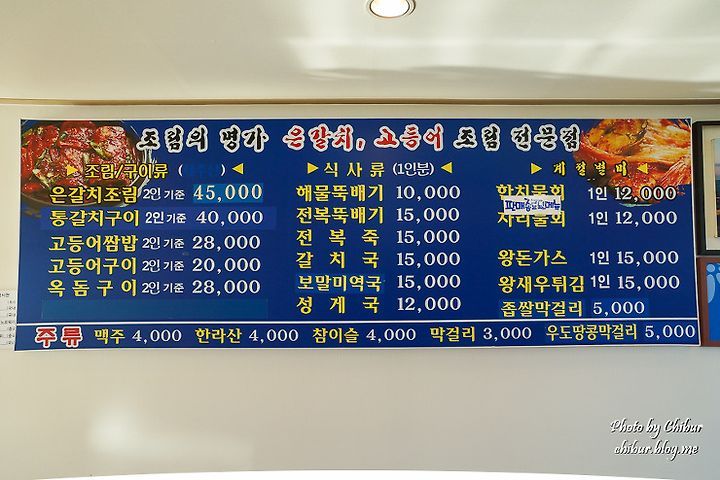 조림의 명가 은갈치, 고등어 조림 전문점
▶ 조림/구이류 ( ) ◀
은갈치조림 2인 기준 45,000
통갈치구이 2인 기준 40,000
고등어쌈밥 2인 기준 28,000
고등어구이 2인 기준 20,000
옥돔구이 2인 기준 28,000
▶ 식사류 (1인분) ◀
해물뚝배기 10,000
전복뚝배기 15,000
전복죽 15,000
갈치국 15,000
보말미역국 15,000
성게국 12,000
▶ 계절별미 ◀
한치물회 1인 12,000
자리물회 1인 12,000
왕돈가스 1인 15,000
왕새우튀김 1인 15,000
좁쌀막걸리 5,000
주류 맥주 4,000 한라산 4,000 참이슬 4,000 막걸리 3,000 우도땅콩막걸리 5,000
Photo by Chibur
chibur.blog.me